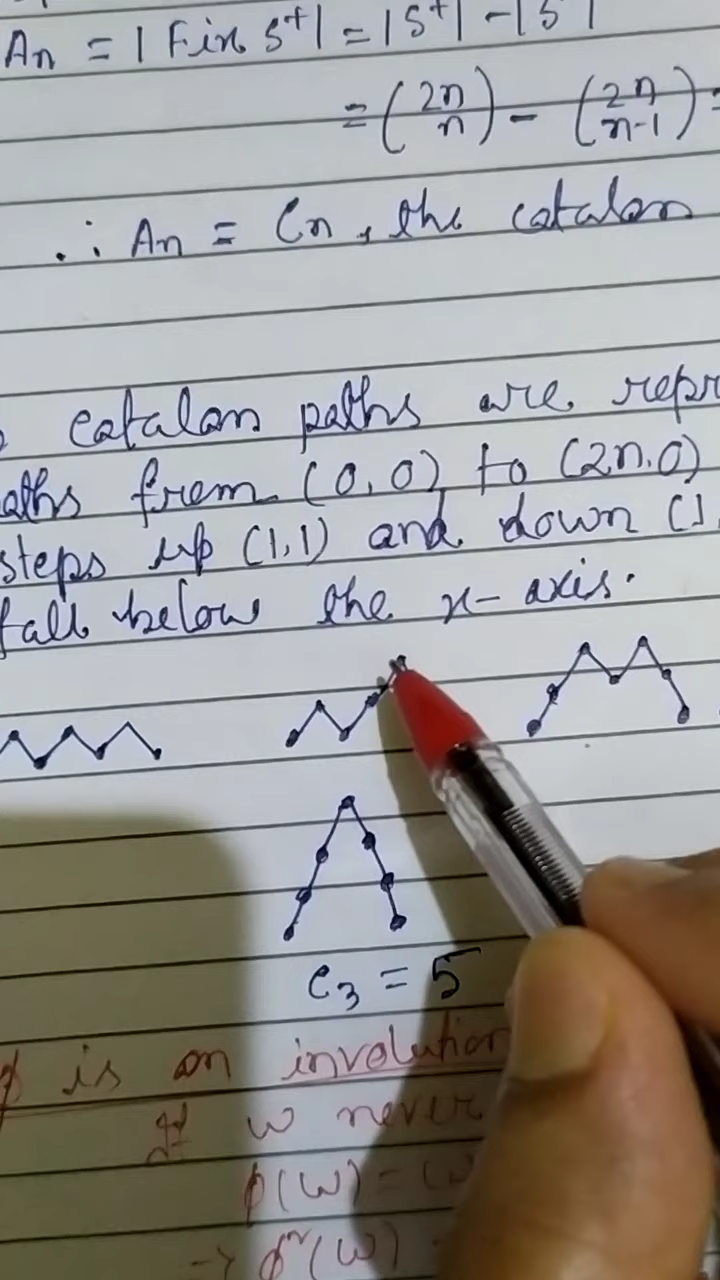 An = | Fix S⁺| = |S⁺| - |S⁻|
= (2n n) - (2n n-1) =
∴ An = Cn, the catalan
catalan paths are repr
aths from (0,0) to (2n,0)
steps up (1,1) and down (1,
fall below the x-axis.
C₃ = 5
ϕ is an involution
If w never
ϕ(w) = (w
→ ϕ²(w)